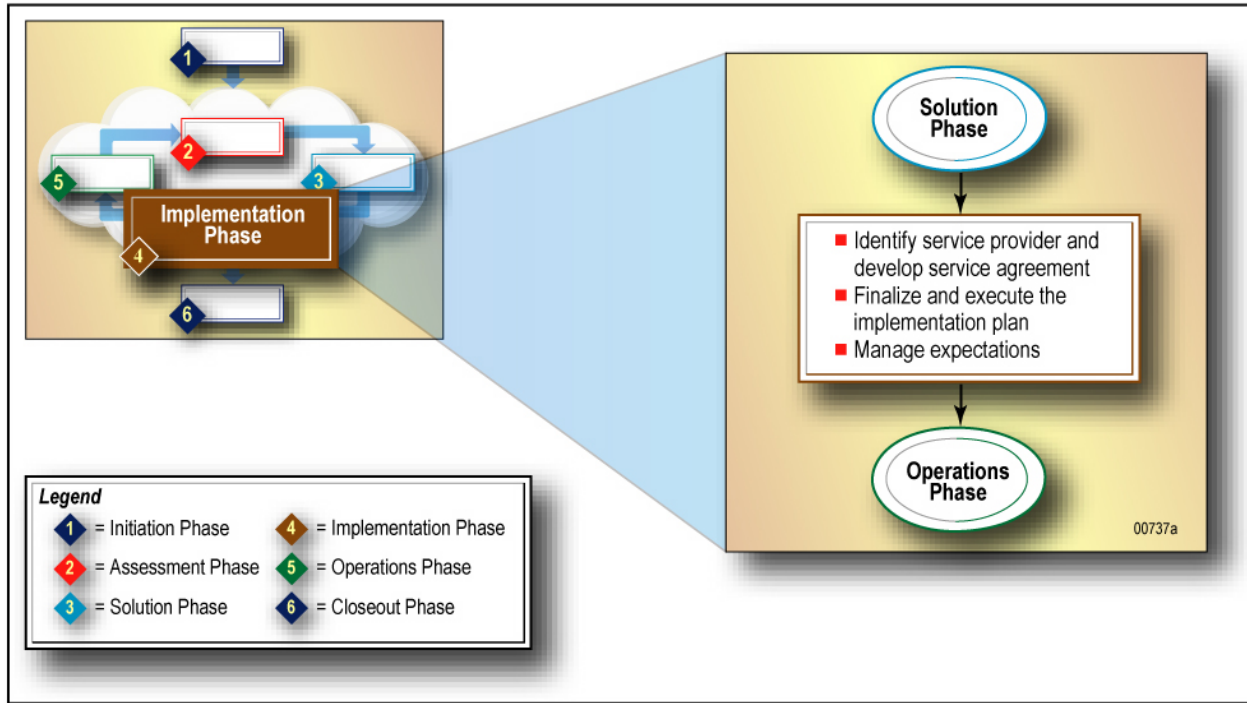 1
2
3
5
Implementation
Phase
4
6
Solution
Phase
■ Identify service provider and
develop service agreement
■ Finalize and execute the
implementation plan
■ Manage expectations
Operations
Phase
00737a
Legend
1 = Initiation Phase
2 = Assessment Phase
3 = Solution Phase
4 = Implementation Phase
5 = Operations Phase
6 = Closeout Phase